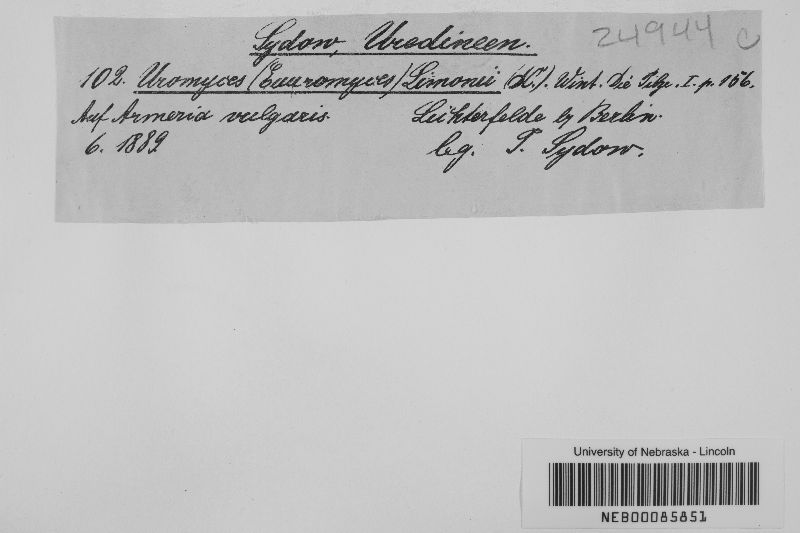 Sydow, Uredineen.
24944 C
102. Uromyces (Euuromyces) Limonii (DC.). Wint. Die Pilze. I. p. 156.
Auf Armeria vulgaris. Lichterfelde b. Berlin.
6. 1889 leg. P. Sydow.
University of Nebraska - Lincoln
NEB00085851